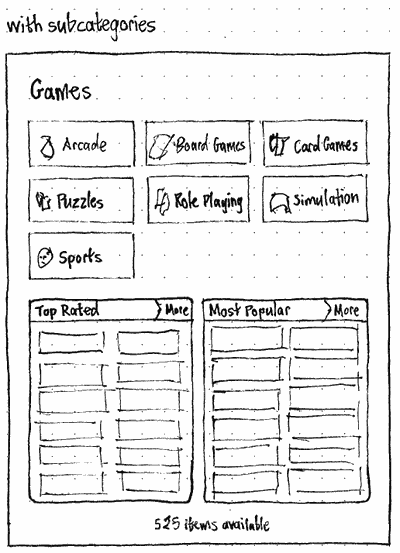 with subcategories
Games
Arcade
Board Games
Card Games
Puzzles
Role Playing
Simulation
Sports
Top Rated
More
Most Popular
More
525 items available